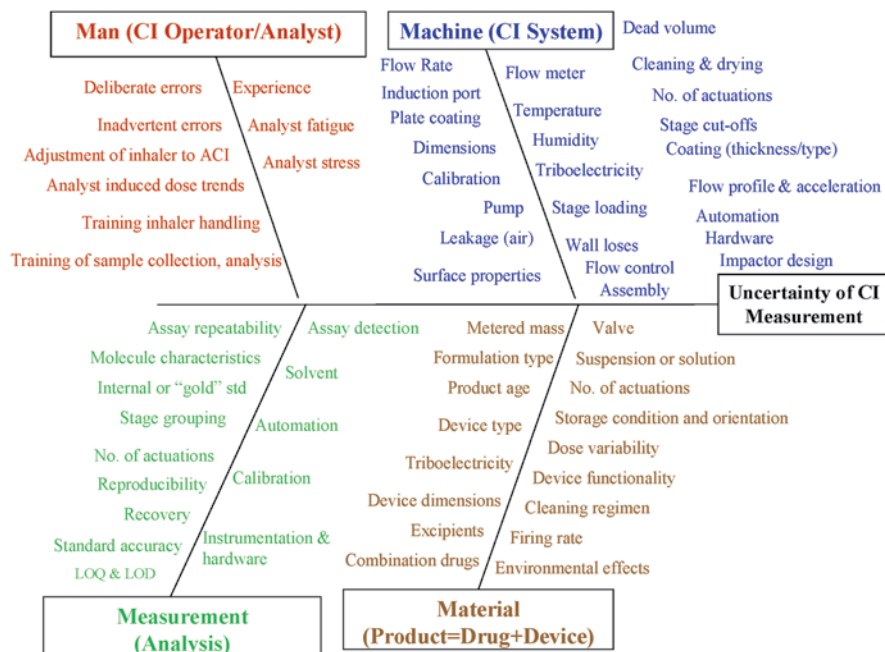 Man (CI Operator/Analyst)
Deliberate errors
Experience
Inadvertent errors
Analyst fatigue
Adjustment of inhaler to ACI
Analyst stress
Analyst induced dose trends
Training inhaler handling
Training of sample collection, analysis
Machine (CI System)
Dead volume
Flow Rate
Flow meter
Cleaning & drying
Induction port
Temperature
No. of actuations
Plate coating
Humidity
Stage cut-offs
Dimensions
Coating (thickness/type)
Calibration
Triboelectricity
Flow profile & acceleration
Pump
Stage loading
Automation
Leakage (air)
Wall loses
Hardware
Surface properties
Flow control
Impactor design
Assembly
Uncertainty of CI
Measurement
Assay repeatability
Assay detection
Molecule characteristics
Solvent
Internal or “gold” std
Stage grouping
Automation
No. of actuations
Calibration
Reproducibility
Recovery
Standard accuracy
Instrumentation &
hardware
LOQ & LOD
Measurement
(Analysis)
Metered mass
Valve
Formulation type
Suspension or solution
Product age
No. of actuations
Device type
Storage condition and orientation
Dose variability
Triboelectricity
Device functionality
Device dimensions
Cleaning regimen
Excipients
Firing rate
Combination drugs
Environmental effects
Material
(Product=Drug+Device)